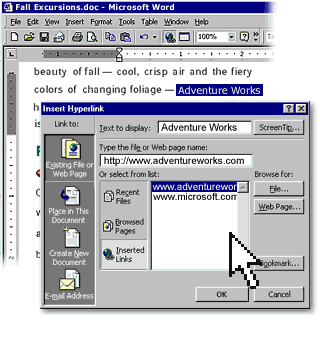 Fall Excursions.doc - Microsoft Word
File Edit View Insert Format Tools Table Window Help
100%
beauty of fall — cool, crisp air and the fiery
colors of changing foliage — Adventure Works
Insert Hyperlink
Link to:
Text to display: Adventure Works
ScreenTip...
Type the file or Web page name:
http://www.adventureworks.com
Existing File or
Web Page
Or select from list:
Browse for:
Recent
Files
www.adventurewor
www.microsoft.com
File...
Place in This
Document
Browsed
Pages
Web Page...
Create New
Document
Inserted
Links
Bookmark...
E-mail Address
OK
Cancel